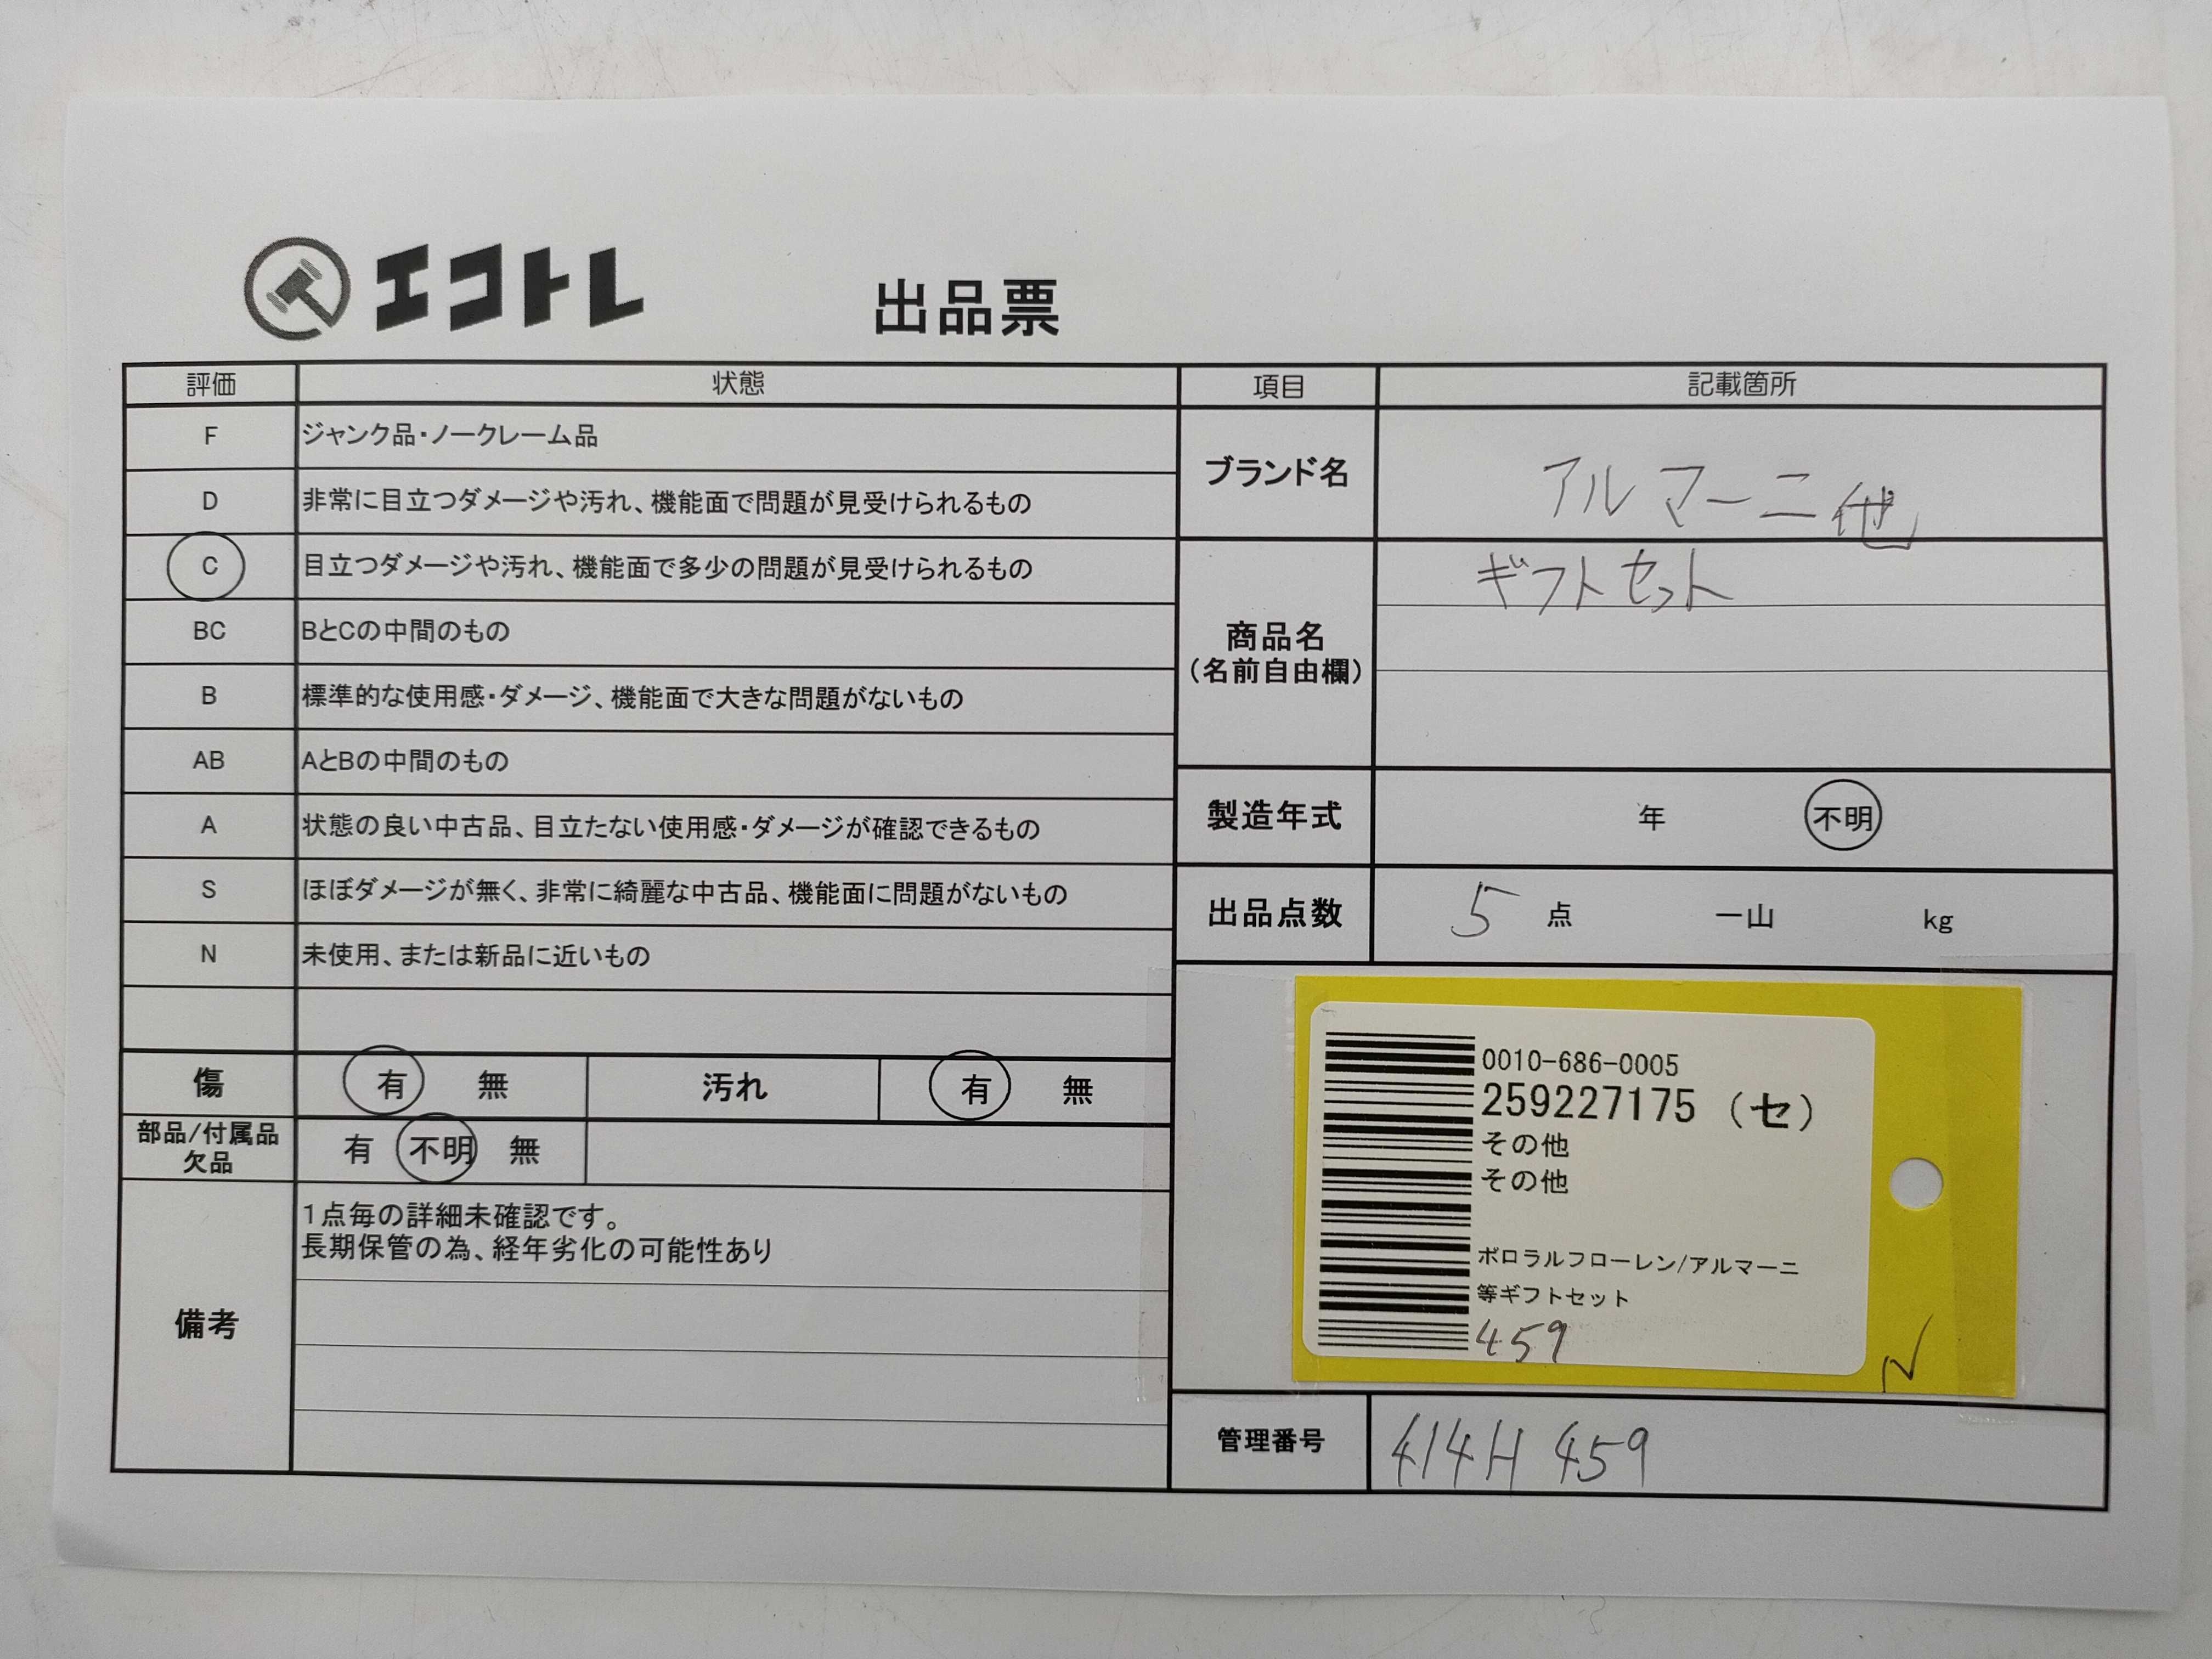 エコトレ
出品票
評価 状態
F ジャンク品・ノークレーム品
D 非常に目立つダメージや汚れ、機能面で問題が見受けられるもの
C 目立つダメージや汚れ、機能面で多少の問題が見受けられるもの
BC BとCの中間のもの
B 標準的な使用感・ダメージ、機能面で大きな問題がないもの
AB AとBの中間のもの
A 状態の良い中古品、目立たない使用感・ダメージが確認できるもの
S ほぼダメージが無く、非常に綺麗な中古品、機能面に問題がないもの
N 未使用、または新品に近いもの
傷 有 無 汚れ 有 無
部品/付属品
欠品 有 不明 無
備考
1点毎の詳細未確認です。
長期保管の為、経年劣化の可能性あり
項目 記載箇所
ブランド名 アルマーニ他
商品名
(名前自由欄)
ギフトセット
製造年式 年 不明
出品点数 5 点 一山 kg
0010-686-0005
259227175 (セ)
その他
その他
ポロラルフローレン/アルマーニ
等ギフトセット
459
管理番号 414H 459